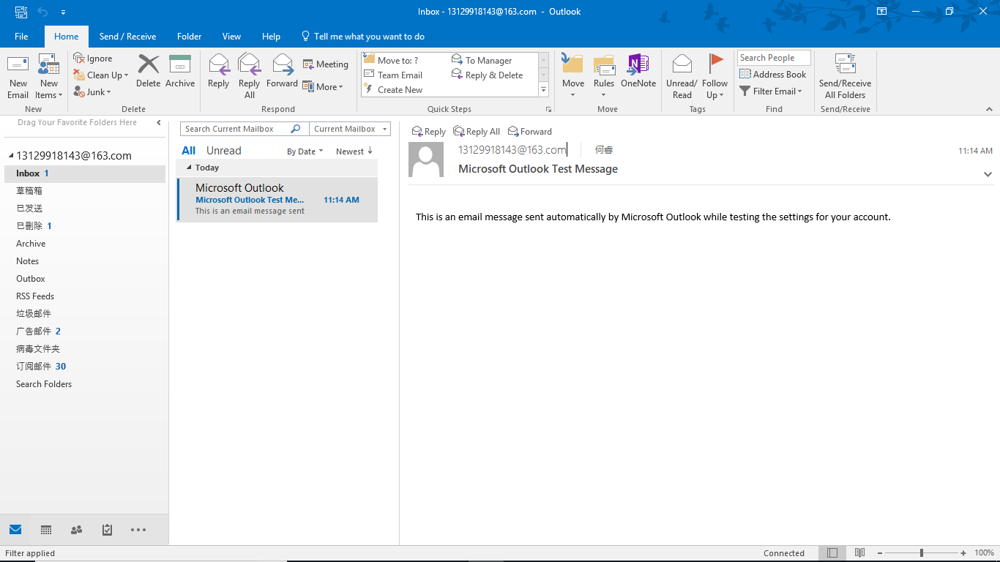 Inbox - 13129918143@163.com - Outlook
File Home Send / Receive Folder View Help Tell me what you want to do
New Email
New Items
New
Ignore
Clean Up
Junk
Delete
Archive
Delete
Reply
Reply All
Forward
Meeting
More
Respond
Move to: ?
To Manager
Team Email
Reply & Delete
Create New
Quick Steps
Move
Rules
OneNote
Move
Unread/ Read
Follow Up
Tags
Search People
Address Book
Filter Email
Find
Send/Receive All Folders
Send/Receive
Drag Your Favorite Folders Here
13129918143@163.com
Inbox 1
草稿箱
已发送
已删除 1
Archive
Notes
Outbox
RSS Feeds
垃圾邮件
广告邮件 2
病毒文件夹
订阅邮件 30
Search Folders
Search Current Mailbox
Current Mailbox
All Unread
By Date Newest
Today
Microsoft Outlook
Microsoft Outlook Test Me... 11:14 AM
This is an email message sent
Reply Reply All Forward
13129918143@163.com 何睿 11:14 AM
Microsoft Outlook Test Message
This is an email message sent automatically by Microsoft Outlook while testing the settings for your account.
Filter applied
Connected
100%